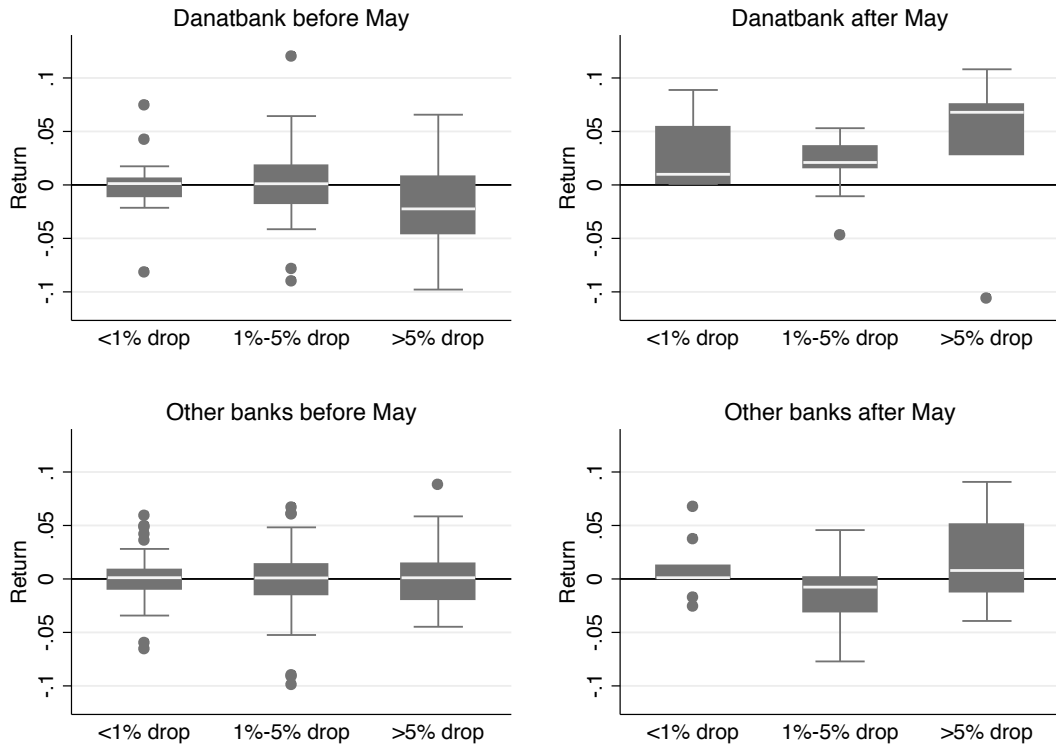 Danatbank before May
Return
.1
.05
0
-.05
-.1
<1% drop 1%-5% drop >5% drop
Danatbank after May
Return
.1
.05
0
-.05
-.1
<1% drop 1%-5% drop >5% drop
Other banks before May
Return
.1
.05
0
-.05
-.1
<1% drop 1%-5% drop >5% drop
Other banks after May
Return
.1
.05
0
-.05
-.1
<1% drop 1%-5% drop >5% drop